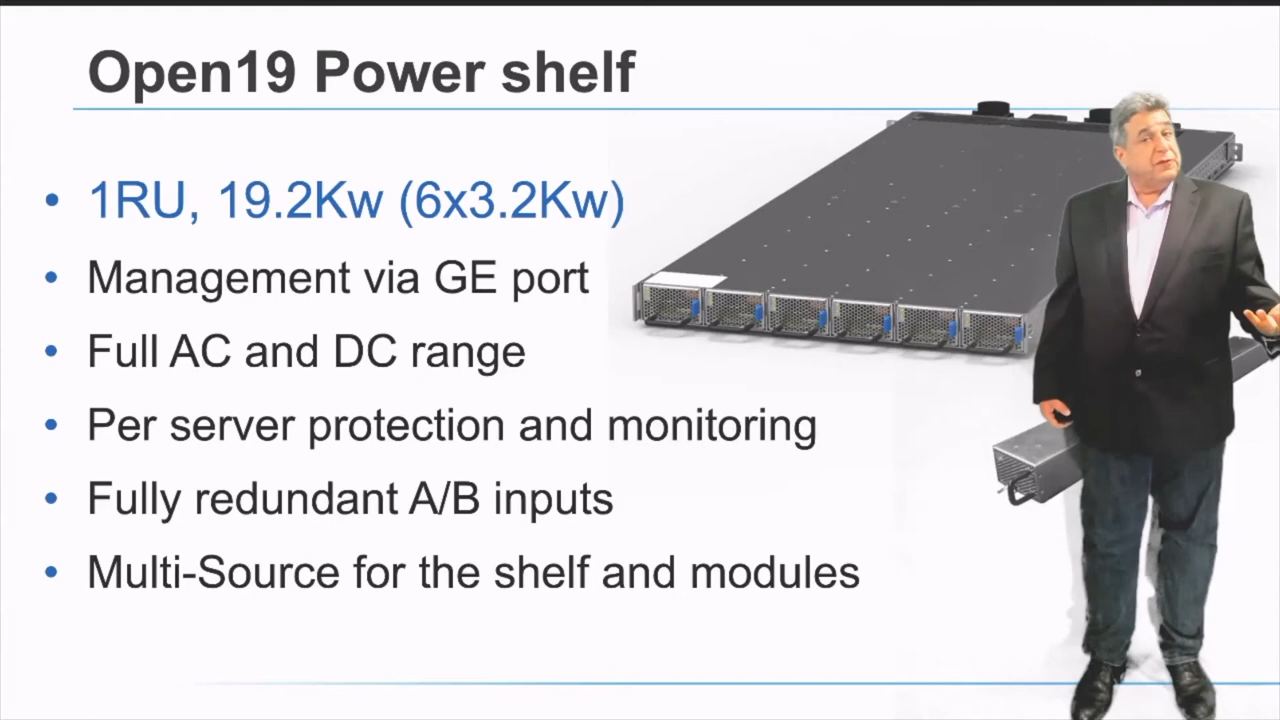 Open19 Power shelf
• 1RU, 19.2Kw (6x3.2Kw)
• Management via GE port
• Full AC and DC range
• Per server protection and monitoring
• Fully redundant A/B inputs
• Multi-Source for the shelf and modules